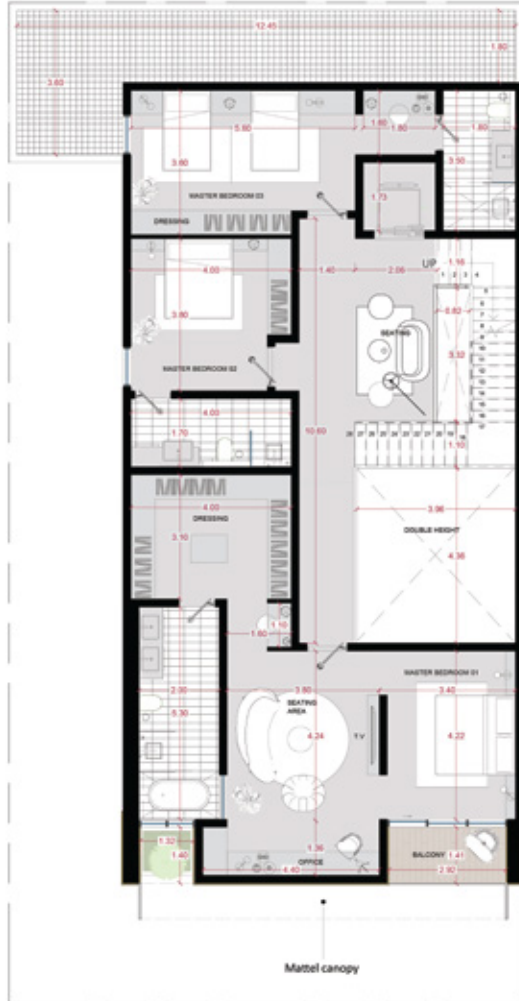 12.45
1.80
3.60
5.80
1.60
1.80
1.80
3.60
3.50
MASTER BEDROOM 03
1.73
DRESSING
1.40
2.06
UP
1.16
1 2 3 4
4.00
0.82
SEATING
3.60
3.32
MASTER BEDROOM 02
4.00
1.70
10.60
1.10
DRESSING
4.00
3.96
3.10
DOUBLE HEIGHT
4.36
1.10
1.60
MASTER BEDROOM 01
2.30
3.80
3.40
5.30
SEATING
AREA
4.24
T.V
4.22
1.32
1.40
1.36
OFFICE
4.40
BALCONY
1.41
2.92
Mattel canopy